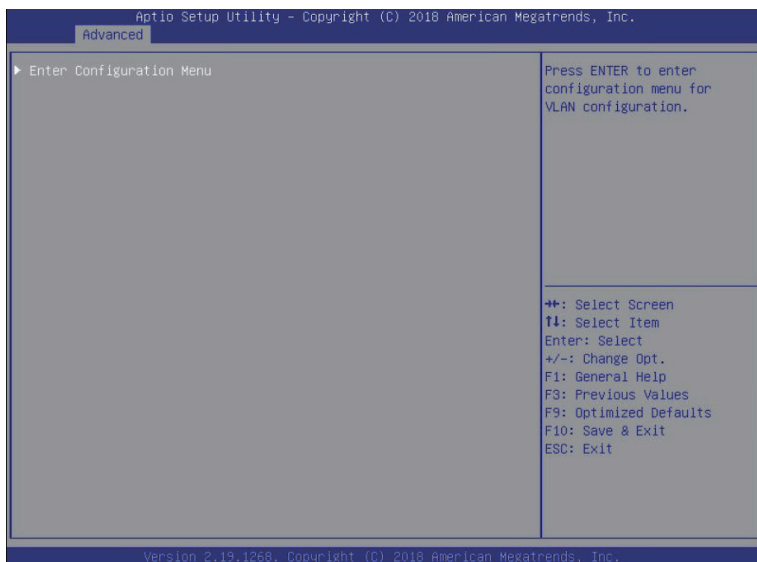 Aptio Setup Utility - Copyright (C) 2018 American Megatrends, Inc.
Advanced
Enter Configuration Menu
Press ENTER to enter
configuration menu for
VLAN configuration.
→←: Select Screen
↑↓: Select Item
Enter: Select
+/-: Change Opt.
F1: General Help
F3: Previous Values
F9: Optimized Defaults
F10: Save & Exit
ESC: Exit
Version 2.19.1268. Copyright (C) 2018 American Megatrends, Inc.